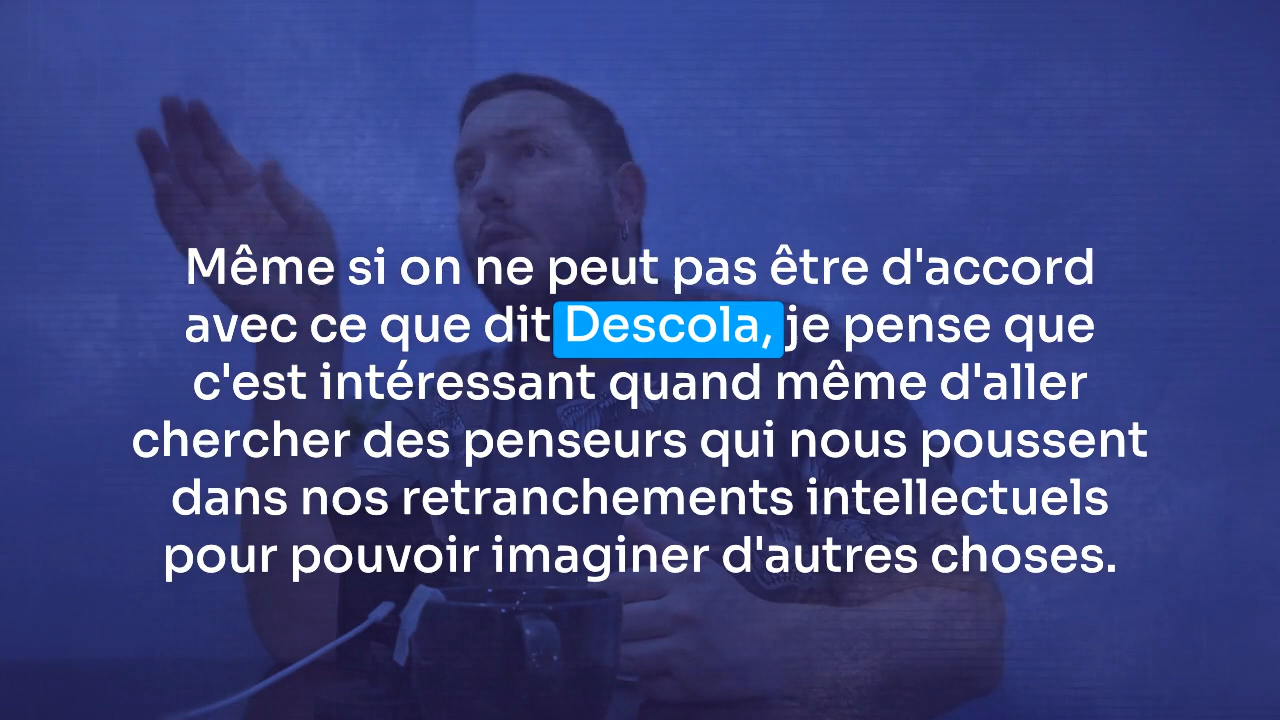 Même si on ne peut pas être d'accord
avec ce que dit Descola, je pense que
c'est intéressant quand même d'aller
chercher des penseurs qui nous poussent
dans nos retranchements intellectuels
pour pouvoir imaginer d'autres choses.